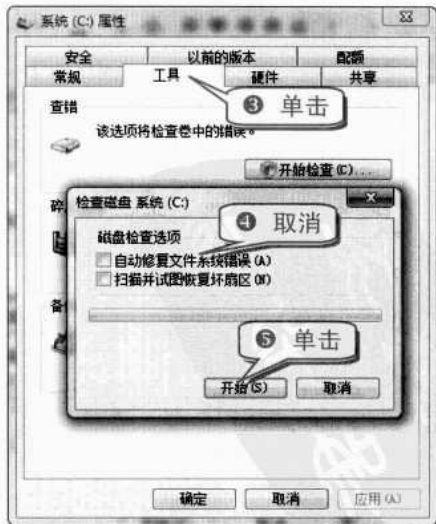 系统 (C:) 属性
安全 以前的版本 配额
常规 工具 硬件 共享
❸ 单击
查错
该选项将检查卷中的错误。
开始检查(C)...
碎
检查磁盘 系统 (C:)
❹ 取消
磁盘检查选项
自动修复文件系统错误(A)
扫描并试图恢复坏扇区(N)
备
❺ 单击
开始(S) 取消
确定 取消 应用(A)